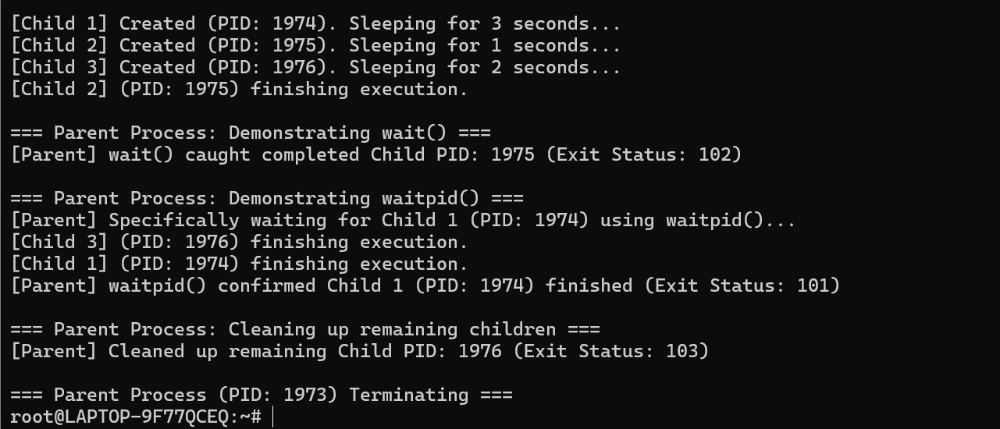 [Child 1] Created (PID: 1974). Sleeping for 3 seconds...
[Child 2] Created (PID: 1975). Sleeping for 1 seconds...
[Child 3] Created (PID: 1976). Sleeping for 2 seconds...
[Child 2] (PID: 1975) finishing execution.
=== Parent Process: Demonstrating wait() ===
[Parent] wait() caught completed Child PID: 1975 (Exit Status: 102)
=== Parent Process: Demonstrating waitpid() ===
[Parent] Specifically waiting for Child 1 (PID: 1974) using waitpid()...
[Child 3] (PID: 1976) finishing execution.
[Child 1] (PID: 1974) finishing execution.
[Parent] waitpid() confirmed Child 1 (PID: 1974) finished (Exit Status: 101)
=== Parent Process: Cleaning up remaining children ===
[Parent] Cleaned up remaining Child PID: 1976 (Exit Status: 103)
=== Parent Process (PID: 1973) Terminating ===
root@LAPTOP-9F77QCEQ:~#